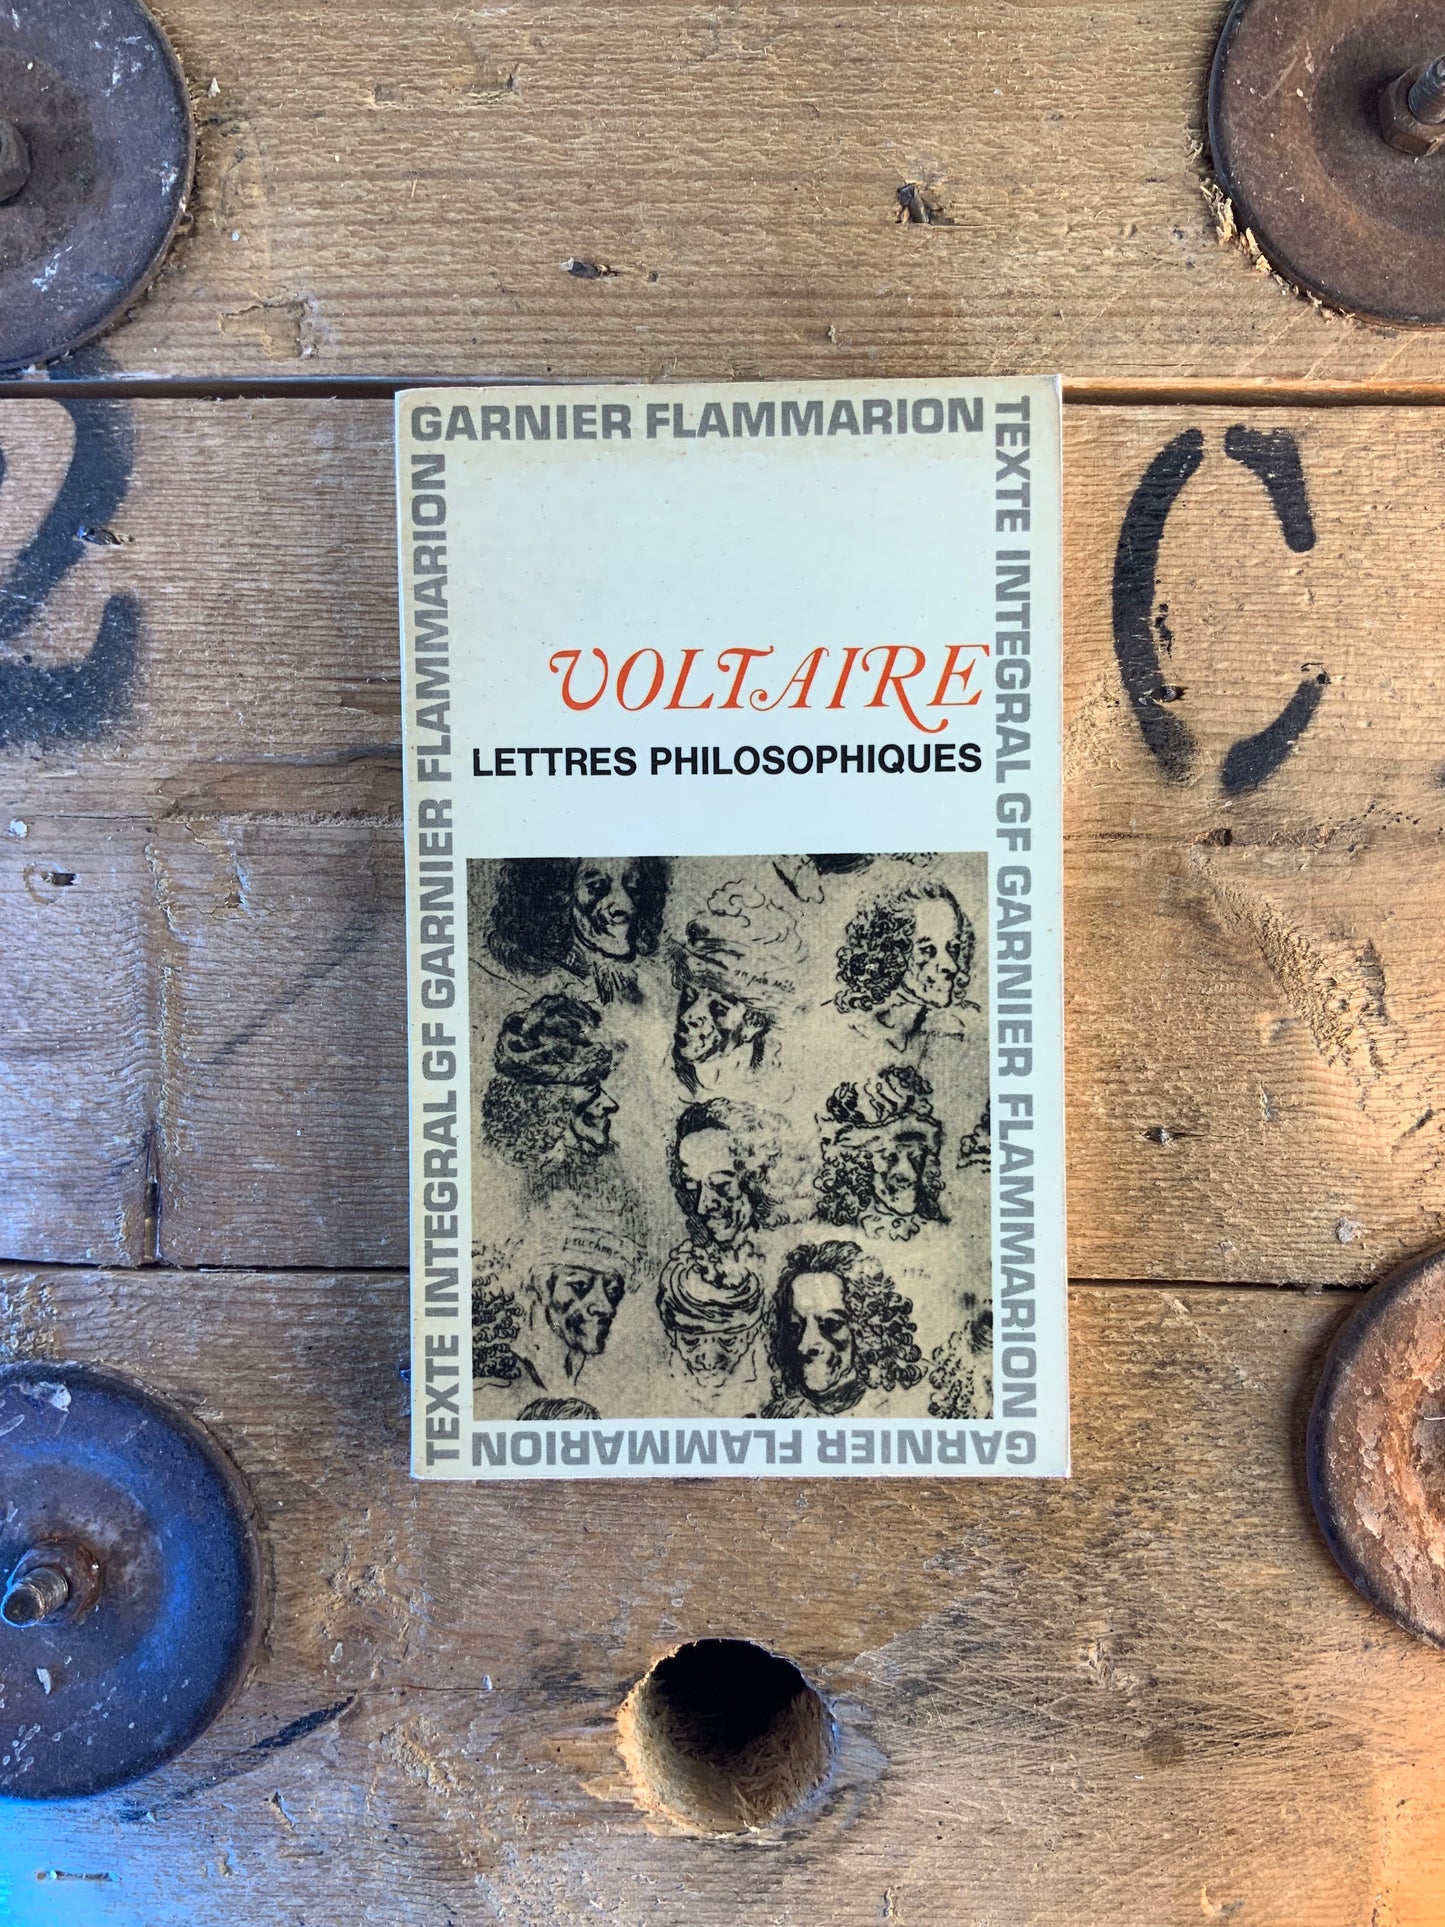 GARNIER FLAMMARION
TEXTE INTEGRAL GF GARNIER FLAMMARION
VOLTAIRE
LETTRES PHILOSOPHIQUES
TEXTE INTEGRAL GF GARNIER FLAMMARION
GARNIER FLAMMARION
C